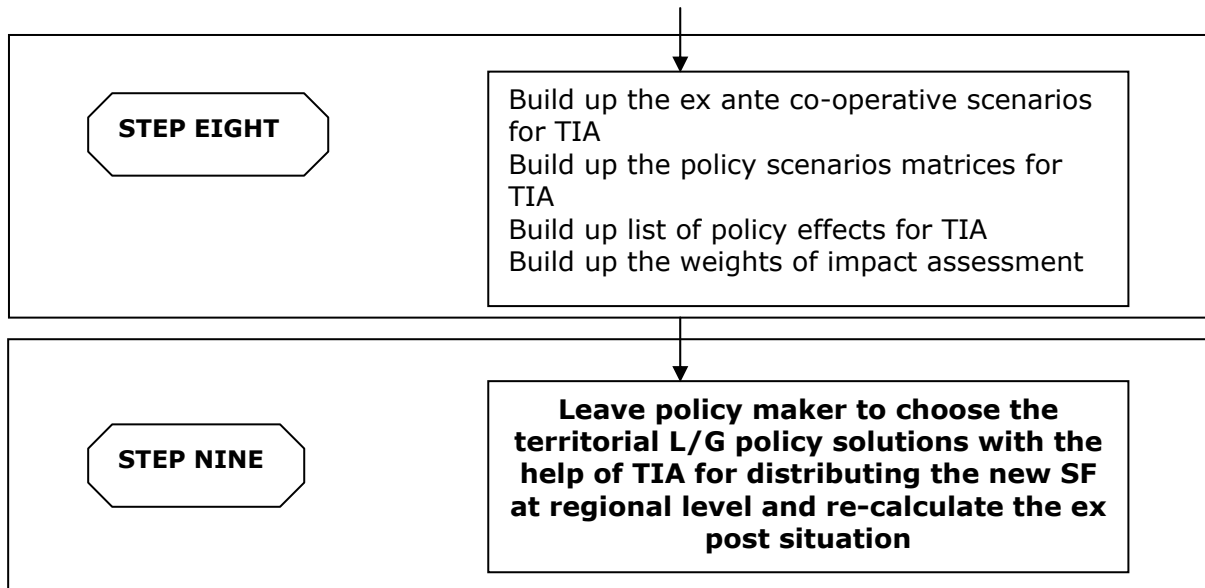 STEP EIGHT
Build up the ex ante co-operative scenarios
for TIA
Build up the policy scenarios matrices for
TIA
Build up list of policy effects for TIA
Build up the weights of impact assessment
STEP NINE
Leave policy maker to choose the
territorial L/G policy solutions with the
help of TIA for distributing the new SF
at regional level and re-calculate the ex
post situation